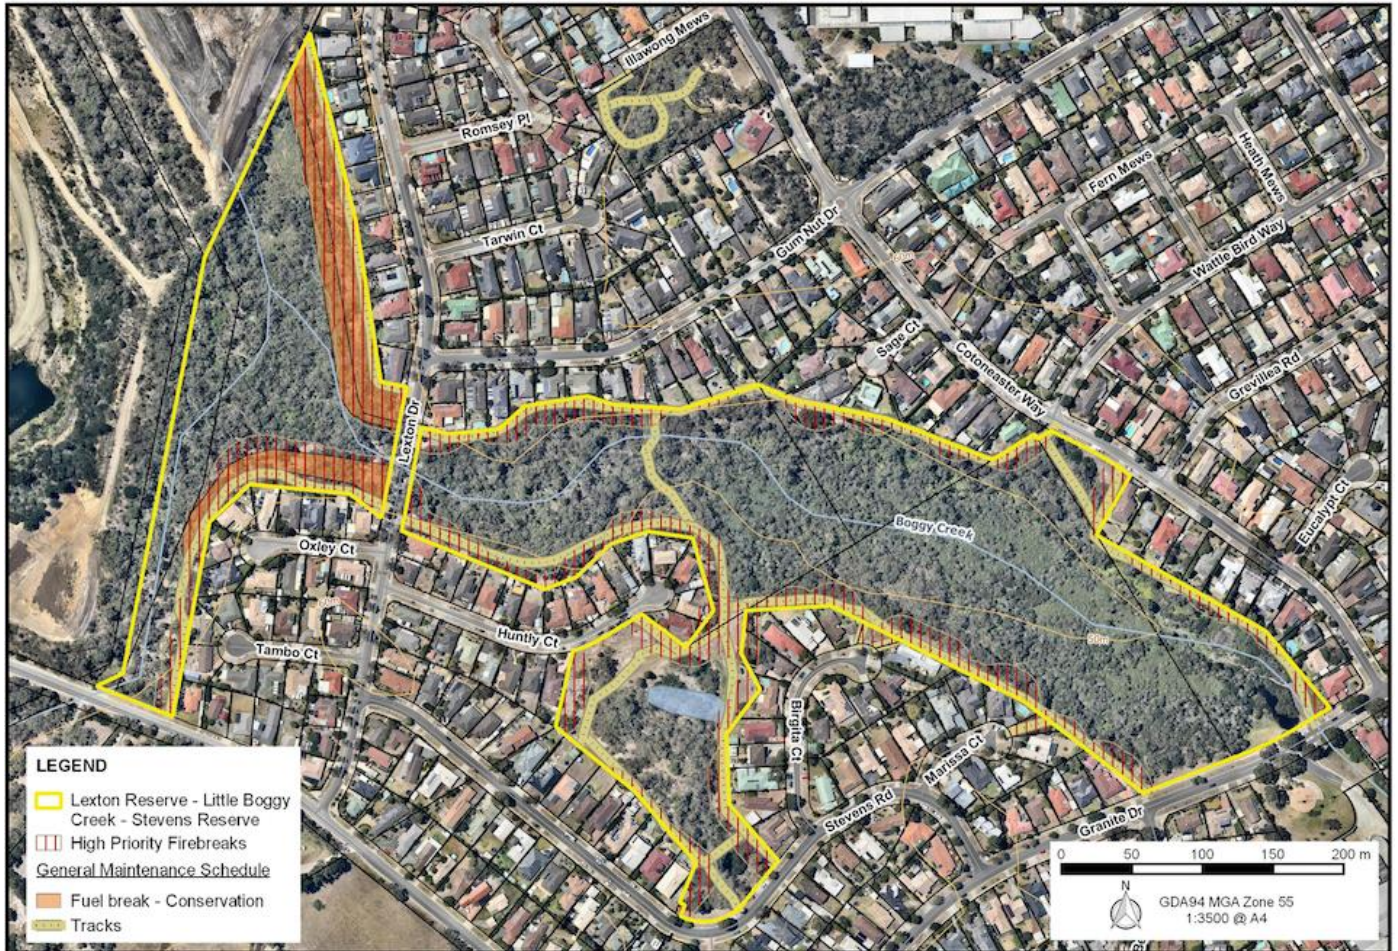 Illawong Mews
Romsey Pl
Heath Mews
Fern Mews
Gum Nut Dr
Tarwin Ct
Wattle Bird Way
Sage Ct
Cotoneaster Way
Grevillea Rd
Lexton Dr
Eucalypt Ct
Boggy Creek
Oxley Ct
Huntly Ct
50m
Tambo Ct
Birgita Ct
Marissa Ct
Stevens Rd
Granite Dr
LEGEND
Lexton Reserve - Little Boggy
Creek - Stevens Reserve
High Priority Firebreaks
General Maintenance Schedule
Fuel break - Conservation
Tracks
0 50 100 150 200 m
N
GDA94 MGA Zone 55
1:3500 @ A4